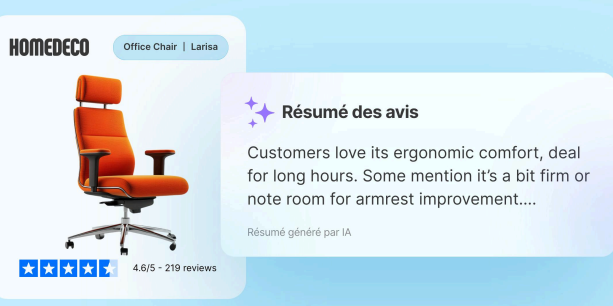 HOMEDECO
Office Chair | Larisa
Résumé des avis
Customers love its ergonomic comfort, deal
for long hours. Some mention it's a bit firm or
note room for armrest improvement....
Résumé généré par IA
4.6/5 - 219 reviews